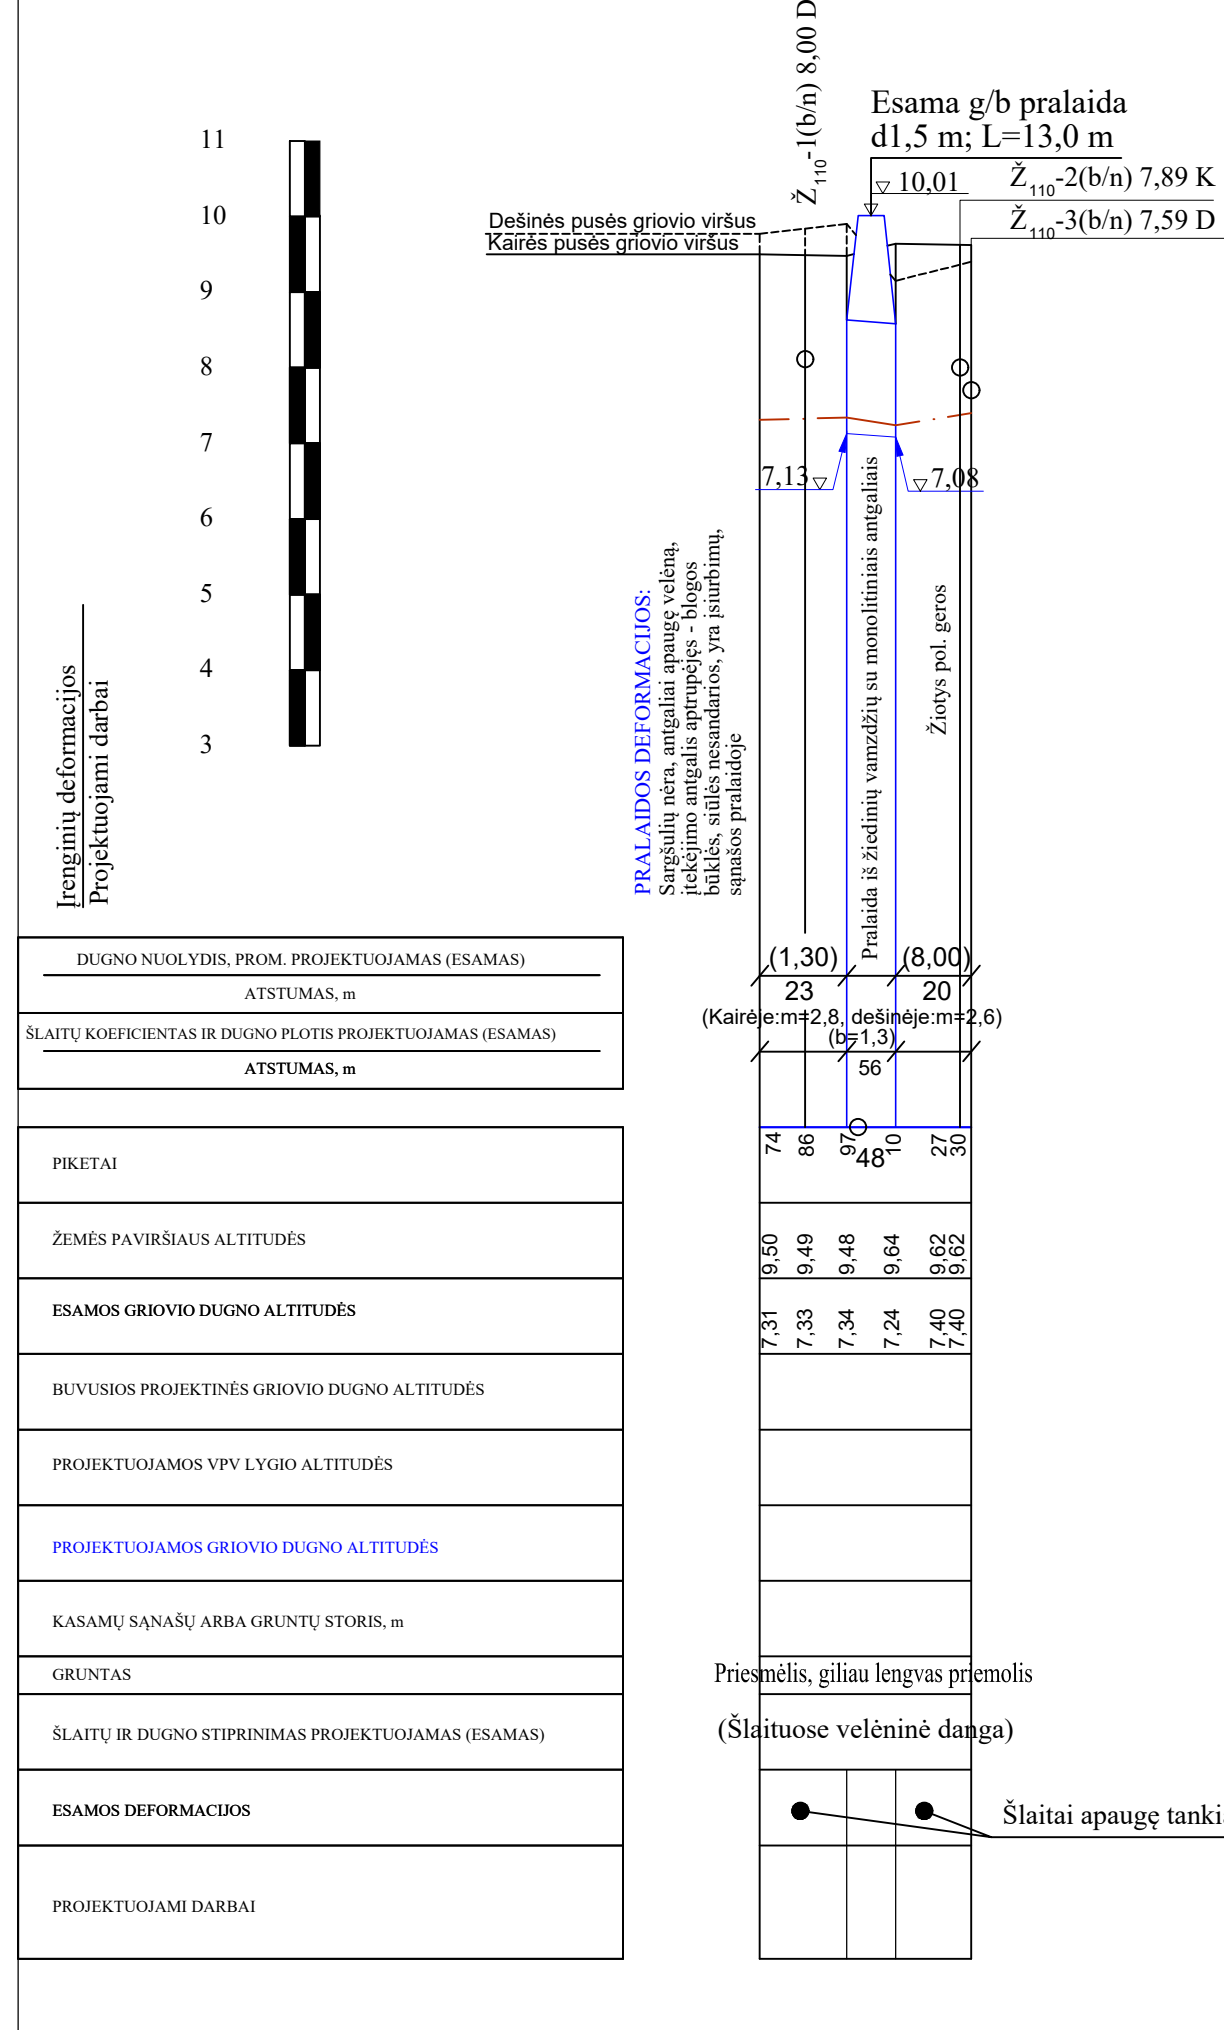 Ž110-1(b/n) 8,00 D
Esama g/b pralaida
d1,5 m; L=13,0 m
10,01
Ž110-2(b/n) 7,89 K
Ž110-3(b/n) 7,59 D
Dešinės pusės griovio viršus
Kairės pusės griovio viršus
11
10
9
8
7
6
5
4
3
7,13
7,08
Įrenginių deformacijos
Projektuojami darbai
PRALAIDOS DEFORMACIJOS:
Sargšulių nėra, antgaliai apaugę velėną,
įtekėjimo antgalis aptrupėjęs - blogos
būklės, siūlės nesandarios, yra įsiurbimų,
sąnašos pralaidoje
Pralaida iš žiedinių vamzdžių su monolitiniais antgaliais
Žiotys pol. geros
DUGNO NUOLYDIS, PROM. PROJEKTUOJAMAS (ESAMAS)
ATSTUMAS, m
(1,30) (8,00)
23 20
ŠLAITŲ KOEFICIENTAS IR DUGNO PLOTIS PROJEKTUOJAMAS (ESAMAS)
ATSTUMAS, m
(Kairėje:m=2,8, dešinėje:m=2,6)
(b=1,3)
56
PIKETAI
74 86 97 10 27 30
48
ŽEMĖS PAVIRŠIAUS ALTITUDĖS
9,50 9,49 9,48 9,64 9,62 9,62
ESAMOS GRIOVIO DUGNO ALTITUDĖS
7,31 7,33 7,34 7,24 7,40 7,40
BUVUSIOS PROJEKTINĖS GRIOVIO DUGNO ALTITUDĖS
PROJEKTUOJAMOS VPV LYGIO ALTITUDĖS
PROJEKTUOJAMOS GRIOVIO DUGNO ALTITUDĖS
KASAMŲ SĄNAŠŲ ARBA GRUNTŲ STORIS, m
GRUNTAS
Priesmėlis, giliau lengvas priemolis
ŠLAITŲ IR DUGNO STIPRINIMAS PROJEKTUOJAMAS (ESAMAS)
(Šlaituose velėninė danga)
ESAMOS DEFORMACIJOS
Šlaitai apaugę tankia
PROJEKTUOJAMI DARBAI